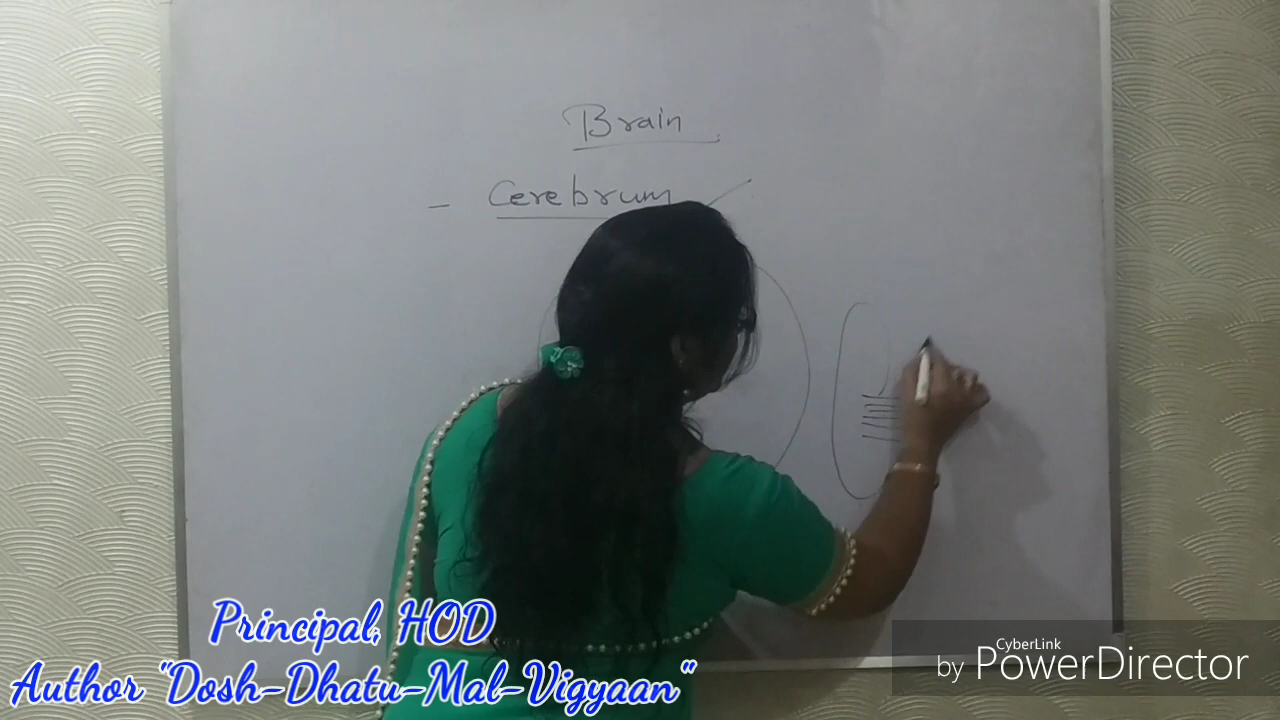 Brain
- Cerebrum
Principal, HOD
Author "Dosh-Dhatu-Mal-Vigyaan"
CyberLink
by PowerDirector